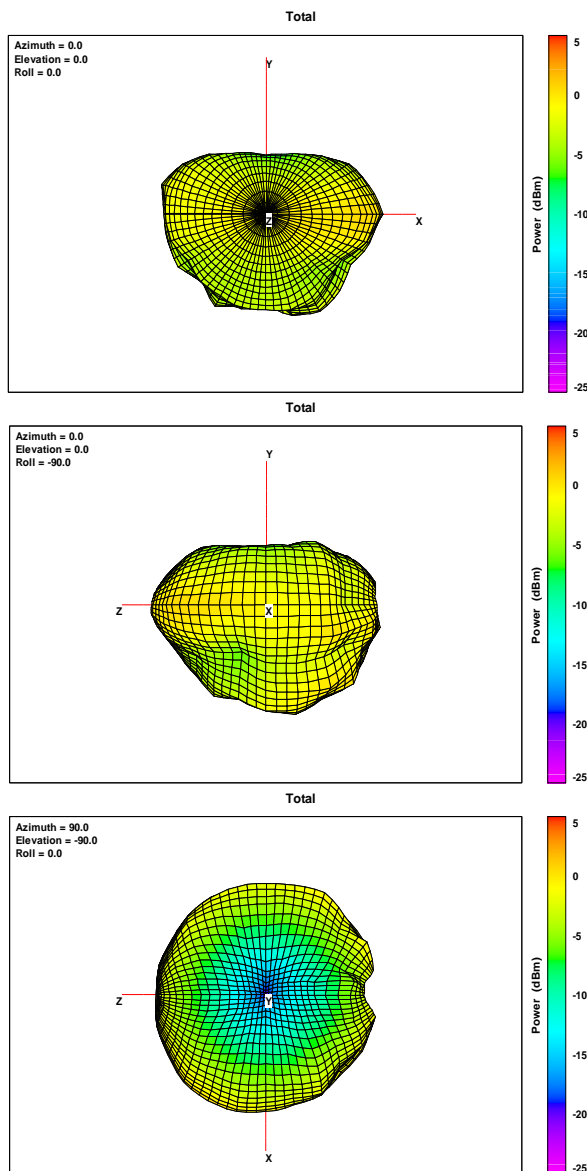 Total
Azimuth = 0.0
Elevation = 0.0
Roll = 0.0
Y
X
Z
5
0
-5
-10
-15
-20
-25
Power (dBm)
Total
Azimuth = 0.0
Elevation = 0.0
Roll = -90.0
Y
Z
X
5
0
-5
-10
-15
-20
-25
Power (dBm)
Total
Azimuth = 90.0
Elevation = -90.0
Roll = 0.0
Z
Y
X
5
0
-5
-10
-15
-20
-25
Power (dBm)